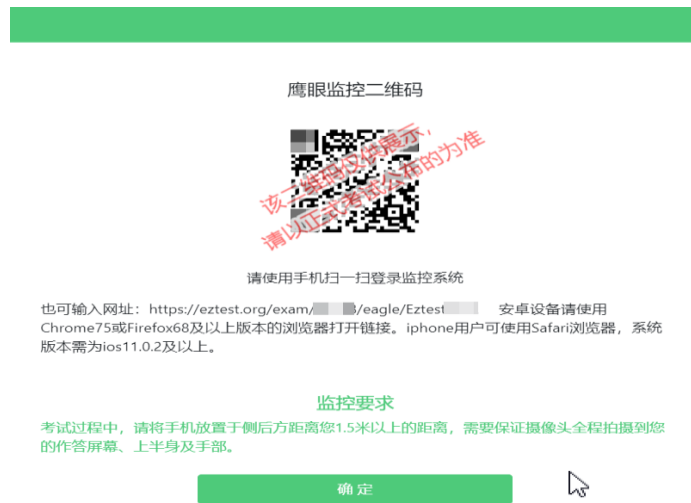 鹰眼监控二维码
该二维码仅供展示，
请以正式考试公布的为准
请使用手机扫一扫登录监控系统
也可输入网址：https://eztest.org/exam/ /eagle/Eztest 安卓设备请使用
Chrome75或Firefox68及以上版本的浏览器打开链接。iphone用户可使用Safari浏览器，系统
版本需为ios11.0.2及以上。
监控要求
考试过程中，请将手机放置于侧后方距离您1.5米以上的距离，需要保证摄像头全程拍摄到您
的作答屏幕、上半身及手部。
确 定